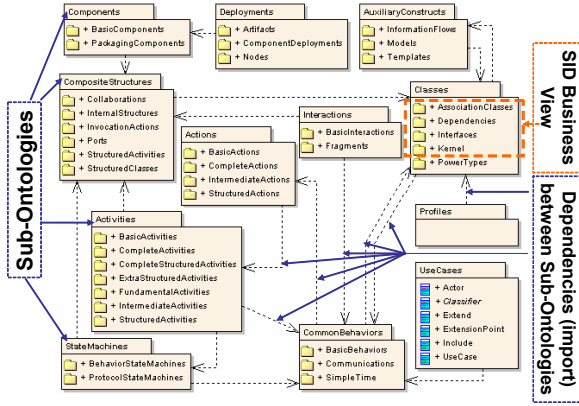 Components
+ BasicComponents
+ PackagingComponents
Deployments
+ Artifacts
+ ComponentDeployments
+ Nodes
AuxiliaryConstructs
+ InformationFlows
+ Models
+ Templates
CompositeStructures
+ Collaborations
+ InternalStructures
+ InvocationActions
+ Ports
+ StructuredActivities
+ StructuredClasses
Classes
+ AssociationClasses
+ Dependencies
+ Interfaces
+ Kernel
+ PowerTypes
Interactions
+ BasicInteractions
+ Fragments
Actions
+ BasicActions
+ CompleteActions
+ IntermediateActions
+ StructuredActions
Activities
+ BasicActivities
+ CompleteActivities
+ CompleteStructuredActivities
+ ExtraStructuredActivities
+ FundamentalActivities
+ IntermediateActivities
+ StructuredActivities
Profiles
UseCases
+ Actor
+ Classifier
+ Extend
+ ExtensionPoint
+ Include
+ UseCase
StateMachines
+ BehaviorStateMachines
+ ProtocolStateMachines
CommonBehaviors
+ BasicBehaviors
+ Communications
+ SimpleTime
Sub-Ontologies
SID Business
View
Dependencies (import)
between Sub-Ontologies